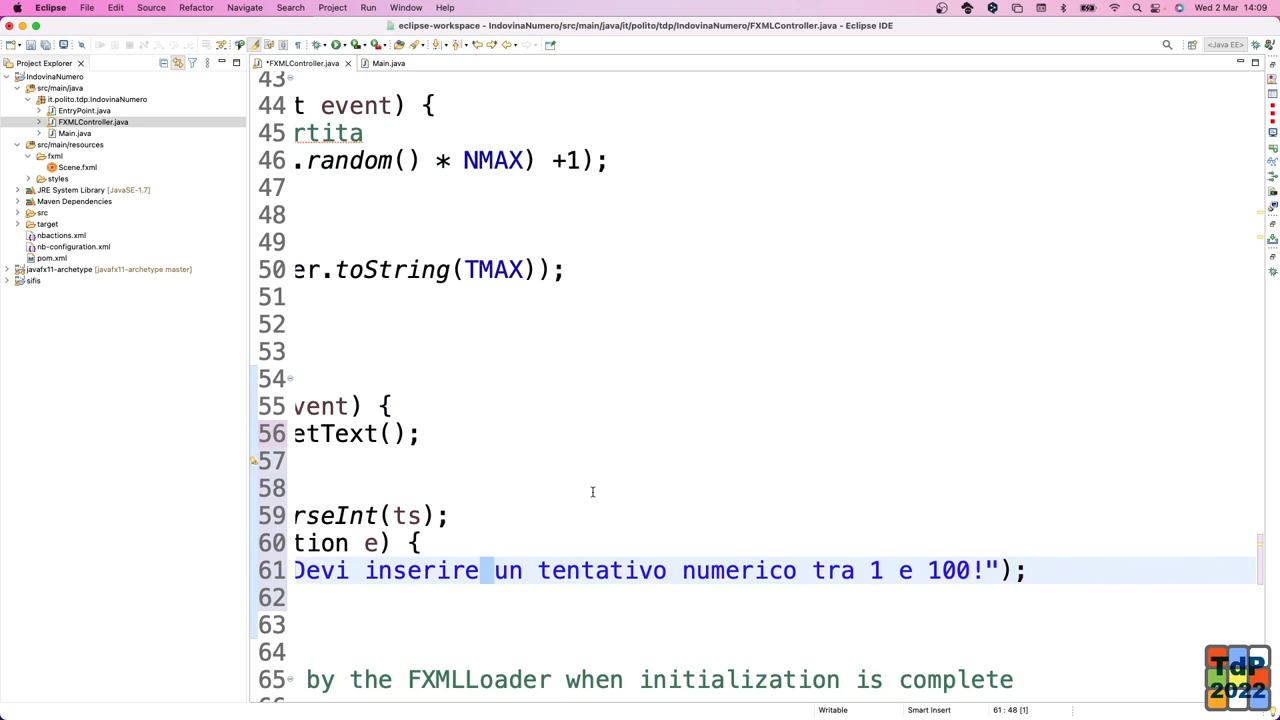 Eclipse File Edit Source Refactor Navigate Search Project Run Window Help Wed 2 Mar 14:09
eclipse-workspace - IndovinaNumero/src/main/java/it/polito/tdp/IndovinaNumero/FXMLController.java - Eclipse IDE
<Java EE>
Project Explorer
*FXMLController.java
Main.java
IndovinaNumero
src/main/java
it.polito.tdp.IndovinaNumero
EntryPoint.java
FXMLController.java
Main.java
src/main/resources
fxml
Scene.fxml
styles
JRE System Library [JavaSE-1.7]
Maven Dependencies
src
target
nbactions.xml
nb-configuration.xml
pom.xml
javafx11-archetype [javafx11-archetype master]
sifis
43
44 t event) {
45 rtita
46 .random() * NMAX) +1);
47
48
49
50 er.toString(TMAX));
51
52
53
54
55 vent) {
56 etText();
57
58
59 rseInt(ts);
60 tion e) {
61 Devi inserire un tentativo numerico tra 1 e 100!");
62
63
64
65 by the FXMLLoader when initialization is complete
Writable Smart Insert 61 : 48 [1]
TdP
2022